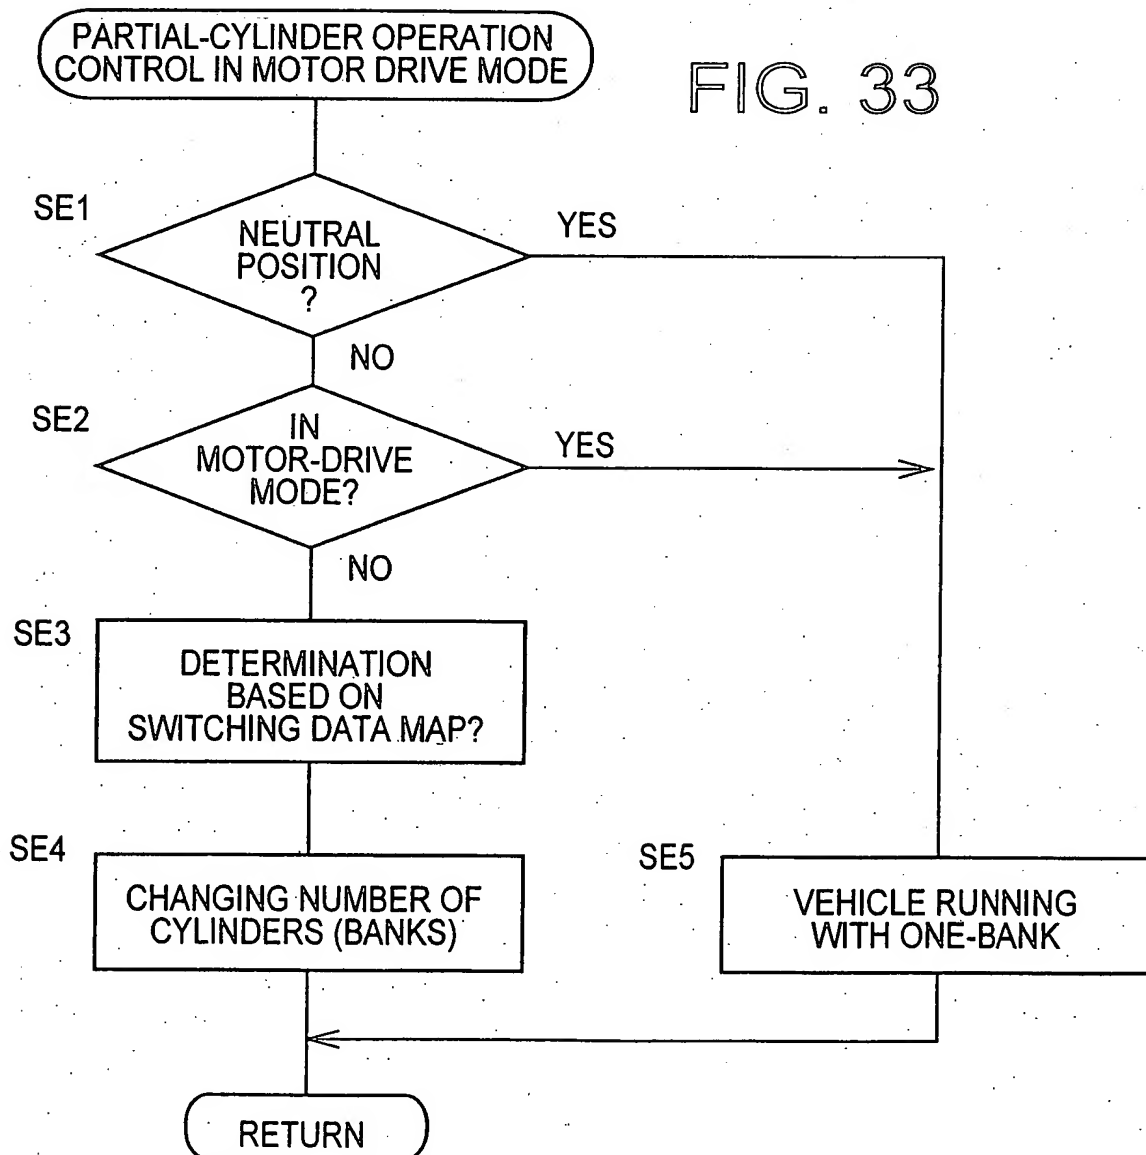 PARTIAL-CYLINDER OPERATION
CONTROL IN MOTOR DRIVE MODE
FIG. 33
SE1
NEUTRAL
POSITION
?
YES
NO
SE2
IN
MOTOR-DRIVE
MODE?
YES
NO
SE3
DETERMINATION
BASED ON
SWITCHING DATA MAP?
SE4
CHANGING NUMBER OF
CYLINDERS (BANKS)
SE5
VEHICLE RUNNING
WITH ONE-BANK
RETURN